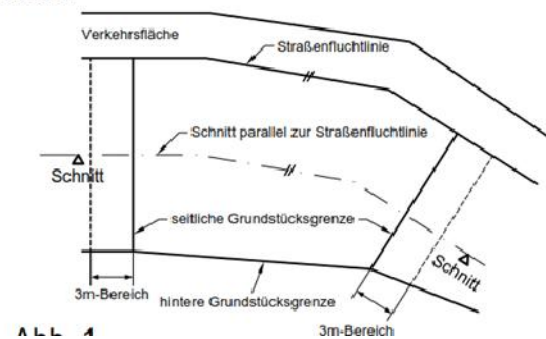 Verkehrsfläche
Straßenfluchtlinie
Schnitt parallel zur Straßenfluchtlinie
Schnitt
seitliche Grundstücksgrenze
Schnitt
3m-Bereich
hintere Grundstücksgrenze
3m-Bereich